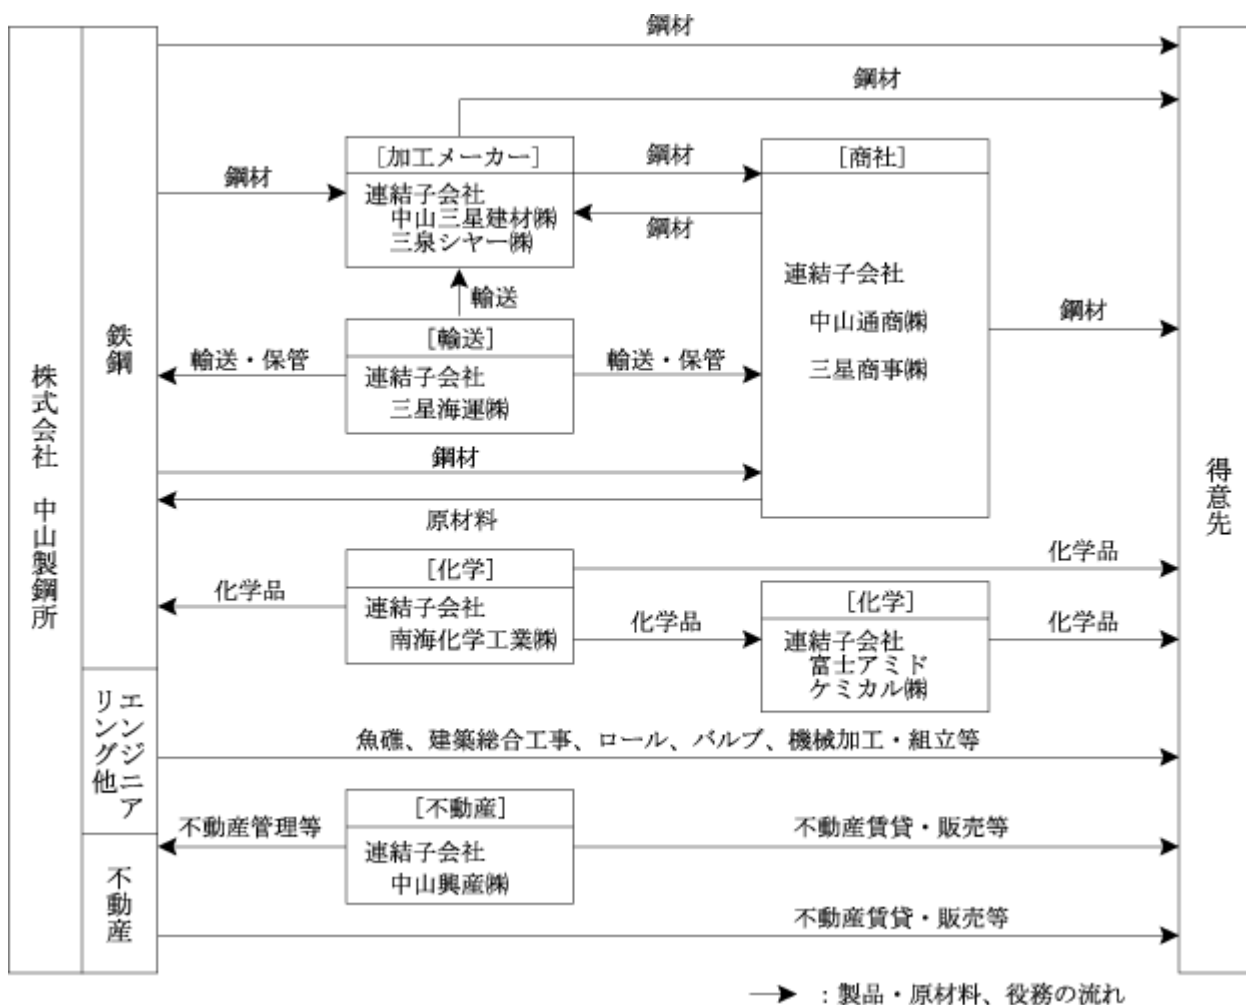 鋼材
鋼材
[加工メーカー]
連結子会社
中山三星建材㈱
三泉シヤー㈱
鋼材
鋼材
鋼材
[商社]
連結子会社
中山通商㈱
三星商事㈱
鋼材
輸送
[輸送]
連結子会社
三星海運㈱
輸送・保管
輸送・保管
鋼材
原材料
株式会社 中山製鋼所
鉄鋼
エンジニア
リング他
不動産
得意先
[化学]
連結子会社
南海化学工業㈱
化学品
化学品
化学品
[化学]
連結子会社
富士アミド
ケミカル㈱
化学品
魚礁、建築総合工事、ロール、バルブ、機械加工・組立等
[不動産]
連結子会社
中山興産㈱
不動産管理等
不動産賃貸・販売等
不動産賃貸・販売等
：製品・原材料、役務の流れ